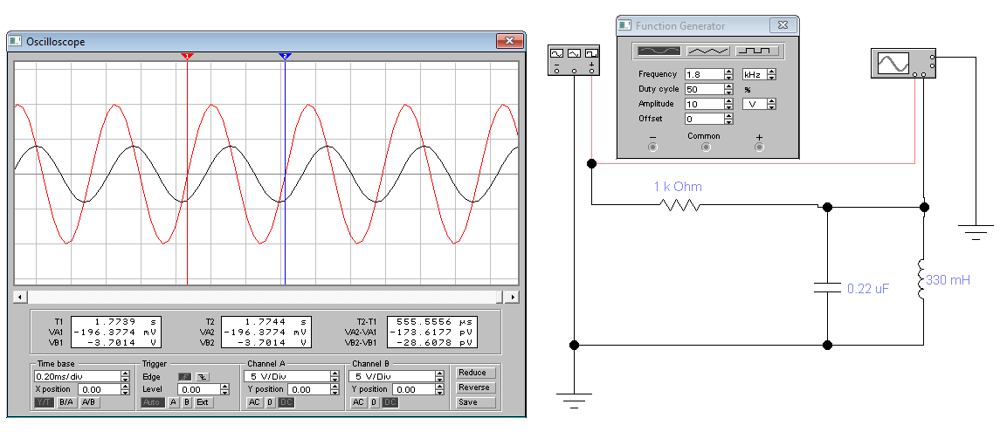 Oscilloscope
1 2
T1 1.7739 s T2 1.7744 s T2-T1 555.5556 µs
VA1 -196.3774 mV VA2 -196.3774 mV VA2-VA1 -173.6177 pV
VB1 -3.7014 V VB2 -3.7014 V VB2-VB1 -28.6078 pV
Time base Trigger Channel A Channel B
0.20ms/div Edge 5 V/Div 5 V/Div Reduce
X position 0.00 Level 0.00 Y position 0.00 Y position 0.00 Reverse
Y/T B/A A/B Auto A B Ext AC 0 DC AC 0 DC Save
Function Generator
Frequency 1.8 kHz
Duty cycle 50 %
Amplitude 10 V
Offset 0
− Common +
− +
1 k Ohm
0.22 uF
330 mH